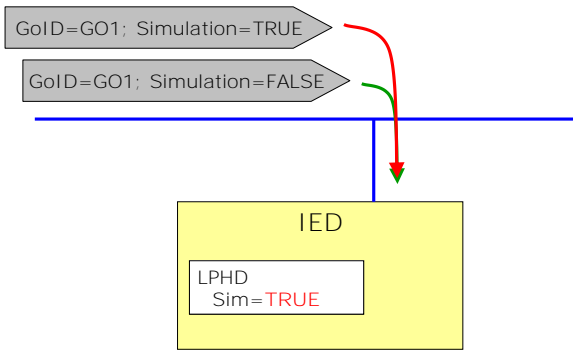 GoID=GO1; Simulation=TRUE
GoID=GO1; Simulation=FALSE
IED
LPHD
Sim=TRUE